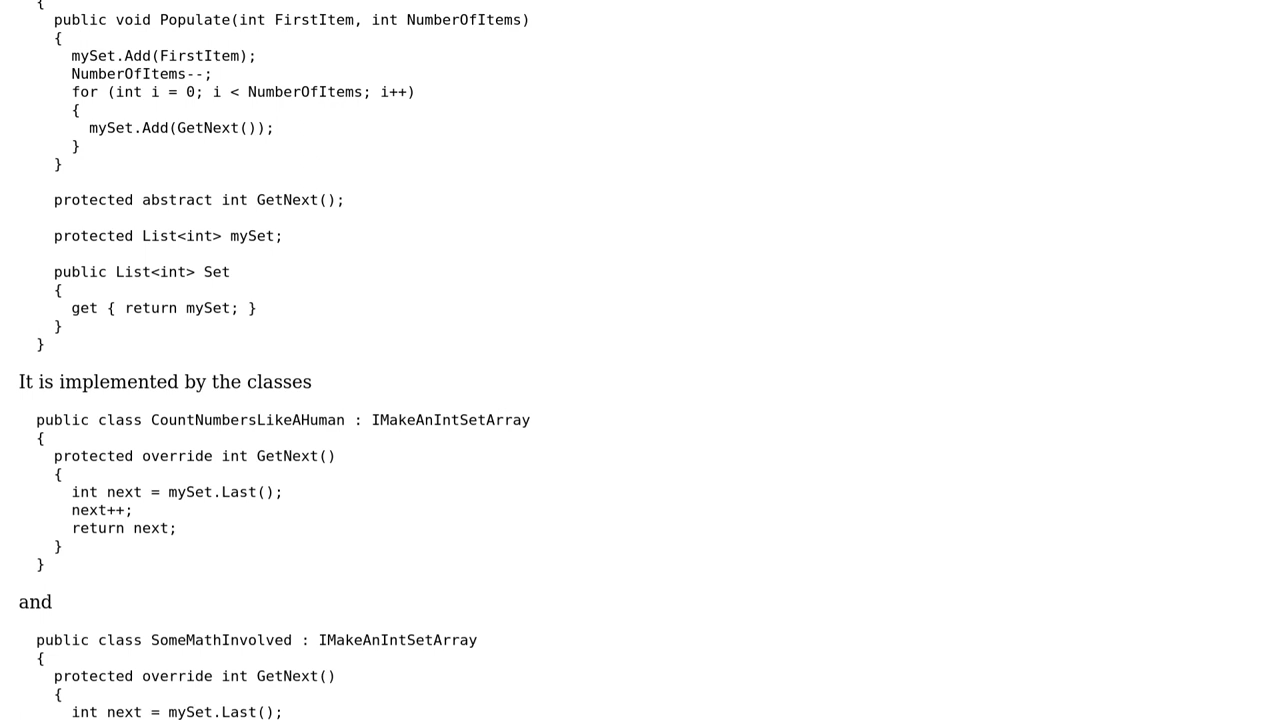 {
public void Populate(int FirstItem, int NumberOfItems)
{
mySet.Add(FirstItem);
NumberOfItems--;
for (int i = 0; i < NumberOfItems; i++)
{
mySet.Add(GetNext());
}
}
protected abstract int GetNext();
protected List<int> mySet;
public List<int> Set
{
get { return mySet; }
}
}
It is implemented by the classes
public class CountNumbersLikeAHuman : IMakeAnIntSetArray
{
protected override int GetNext()
{
int next = mySet.Last();
next++;
return next;
}
}
and
public class SomeMathInvolved : IMakeAnIntSetArray
{
protected override int GetNext()
{
int next = mySet.Last();